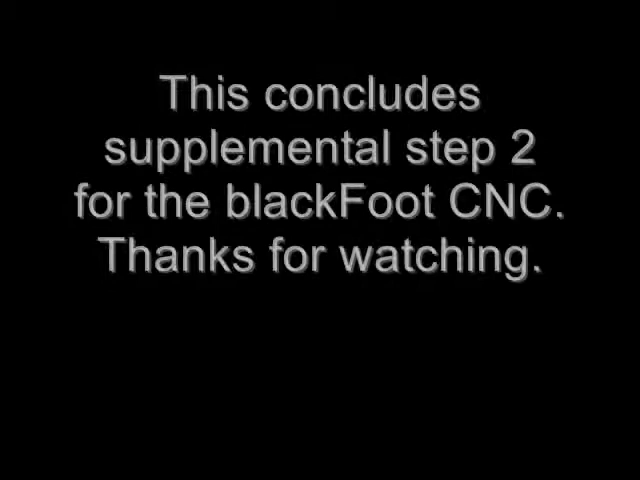 This concludes
supplemental step 2
for the blackFoot CNC.
Thanks for watching.